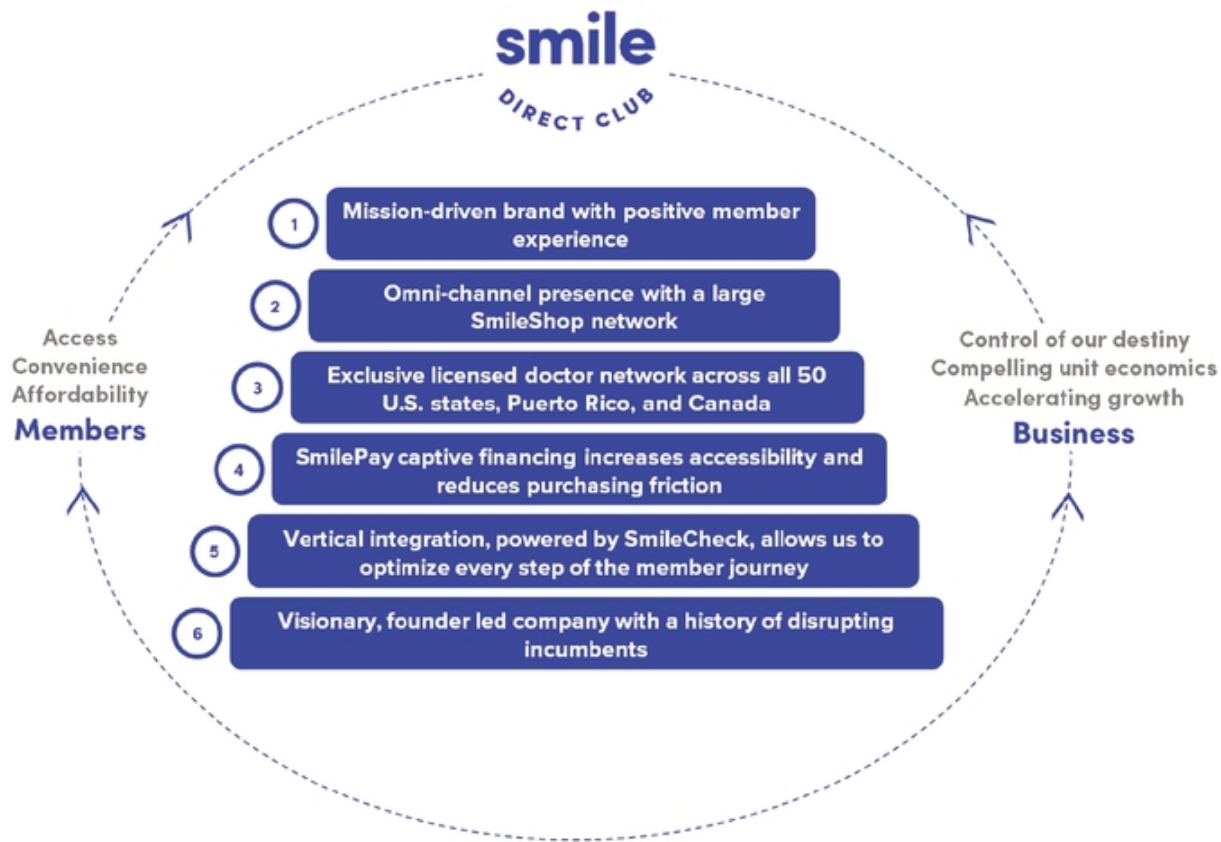 smile
DIRECT CLUB
1
Mission-driven brand with positive member
experience
2
Omni-channel presence with a large
SmileShop network
3
Exclusive licensed doctor network across all 50
U.S. states, Puerto Rico, and Canada
4
SmilePay captive financing increases accessibility and
reduces purchasing friction
5
Vertical integration, powered by SmileCheck, allows us to
optimize every step of the member journey
6
Visionary, founder led company with a history of disrupting
incumbents
Access
Convenience
Affordability
Members
Control of our destiny
Compelling unit economics
Accelerating growth
Business